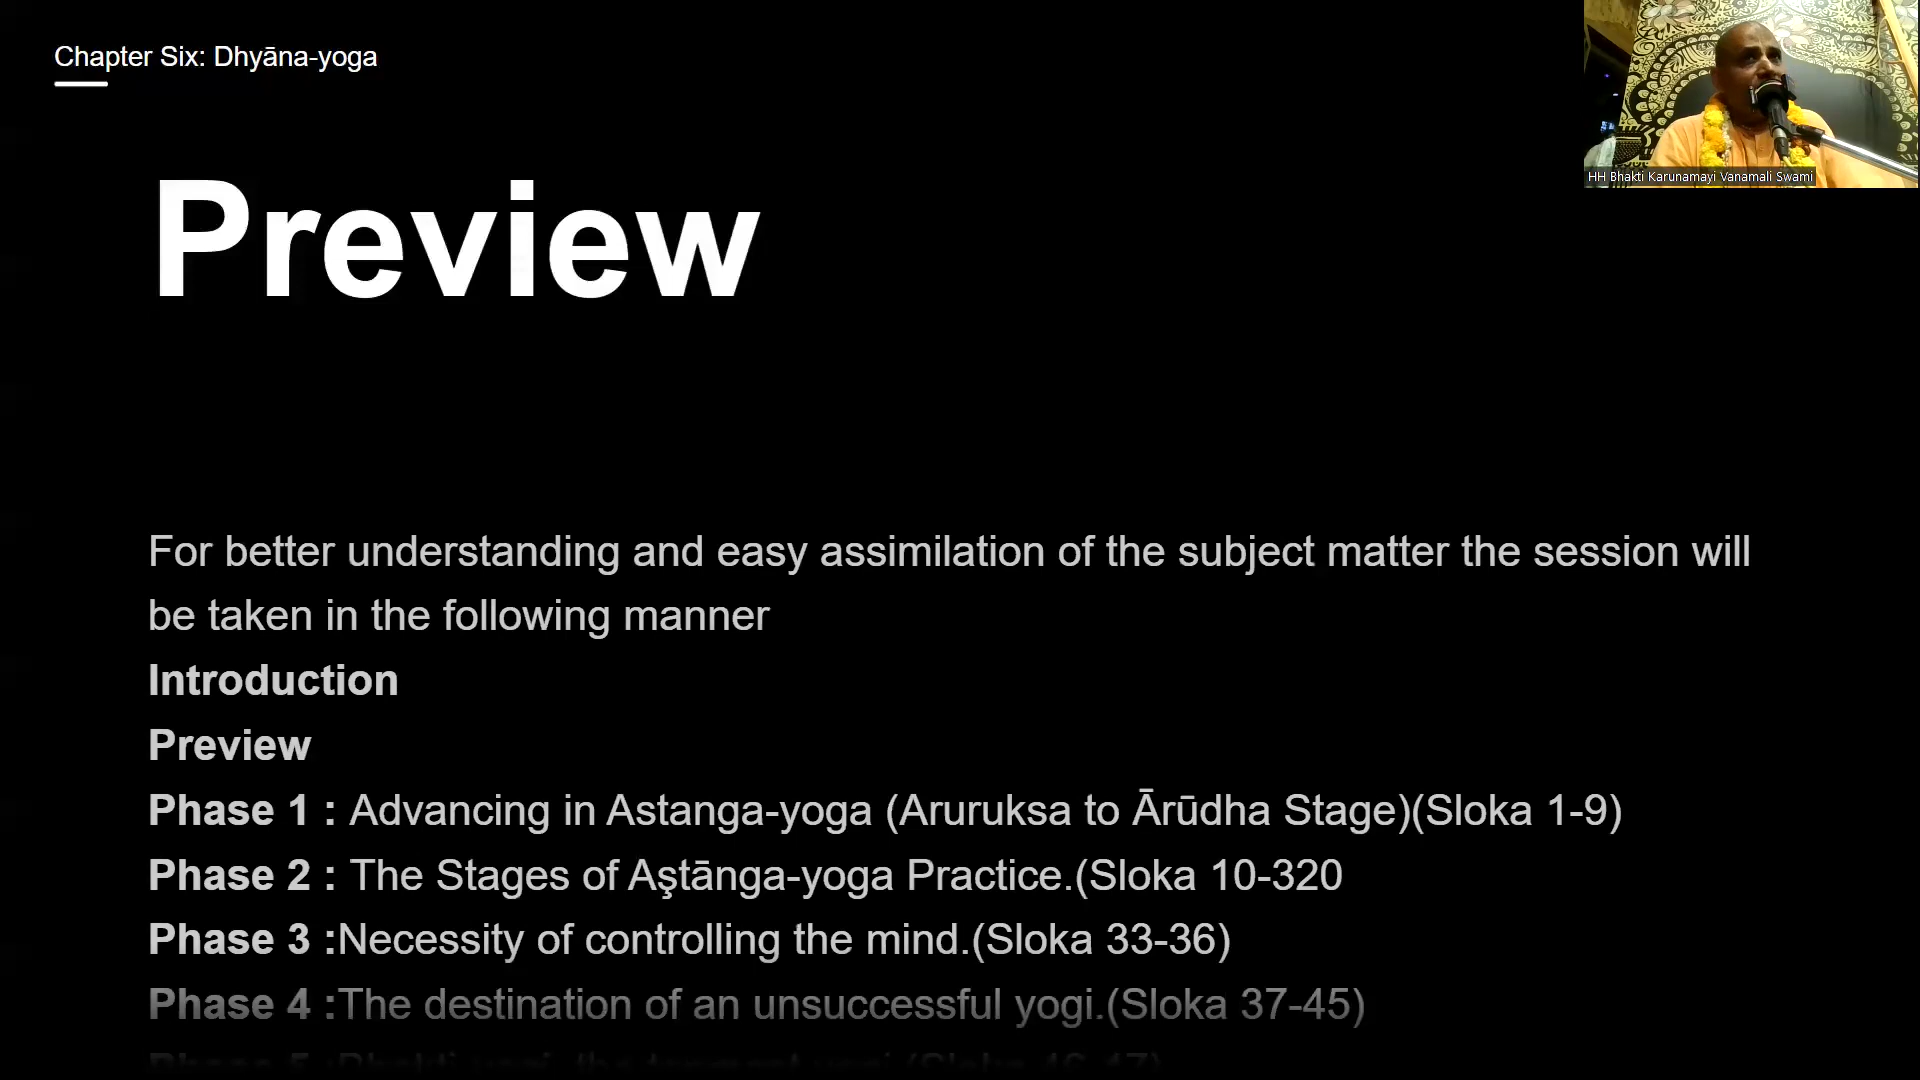 Chapter Six: Dhyāna-yoga
HH Bhakti Karunamayi Vanamali Swami
Preview
For better understanding and easy assimilation of the subject matter the session will
be taken in the following manner
Introduction
Preview
Phase 1 : Advancing in Astanga-yoga (Aruruksa to Ārūdha Stage)(Sloka 1-9)
Phase 2 : The Stages of Aştānga-yoga Practice.(Sloka 10-320
Phase 3 :Necessity of controlling the mind.(Sloka 33-36)
Phase 4 :The destination of an unsuccessful yogi.(Sloka 37-45)